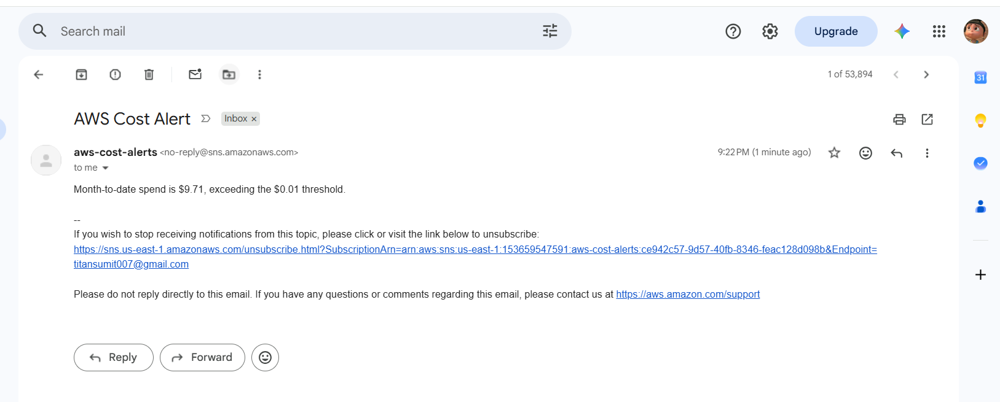 Search mail
Upgrade
1 of 53,894
31
AWS Cost Alert
Inbox ×
aws-cost-alerts <no-reply@sns.amazonaws.com>
9:22 PM (1 minute ago)
to me
Month-to-date spend is $9.71, exceeding the $0.01 threshold.
--
If you wish to stop receiving notifications from this topic, please click or visit the link below to unsubscribe:
https://sns.us-east-1.amazonaws.com/unsubscribe.html?SubscriptionArn=arn:aws:sns:us-east-1:153659547591:aws-cost-alerts:ce942c57-9d57-40fb-8346-feac128d098b&Endpoint=
titansumit007@gmail.com
Please do not reply directly to this email. If you have any questions or comments regarding this email, please contact us at https://aws.amazon.com/support
Reply
Forward